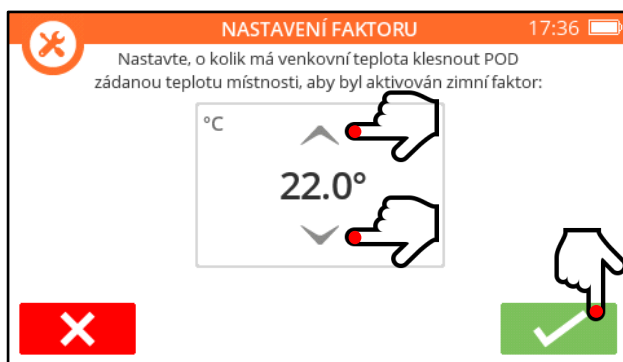 NASTAVENÍ FAKTORU 17:36
Nastavte, o kolik má venkovní teplota klesnout POD
zádanou teplotu místnosti, aby byl aktivován zimní faktor:
°C
22.0°